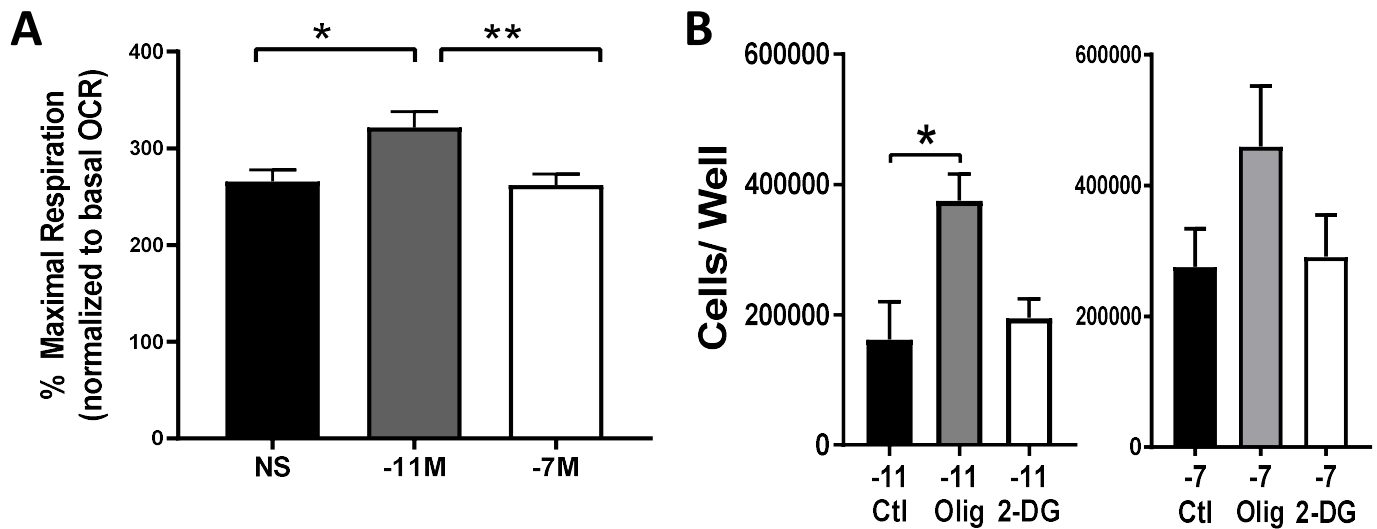 A
% Maximal Respiration
(normalized to basal OCR)
400
300
200
100
0
*
**
NS
-11M
-7M
B
Cells/ Well
600000
400000
200000
0
*
-11
Ctl
-11
Olig
-11
2-DG
600000
400000
200000
0
-7
Ctl
-7
Olig
-7
2-DG